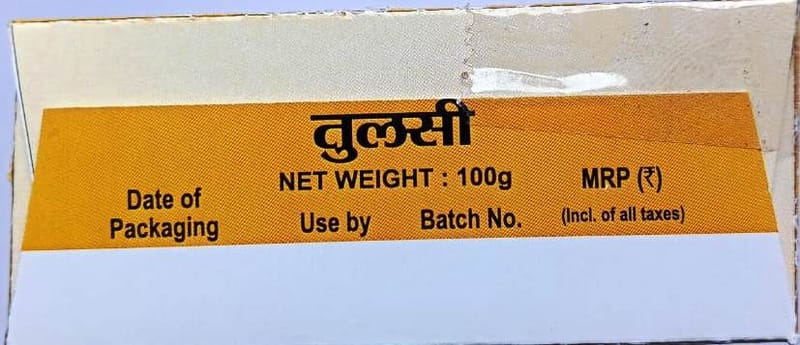 तुलसी
NET WEIGHT : 100g
Date of Packaging
Use by
Batch No.
MRP (₹)
(Incl. of all taxes)